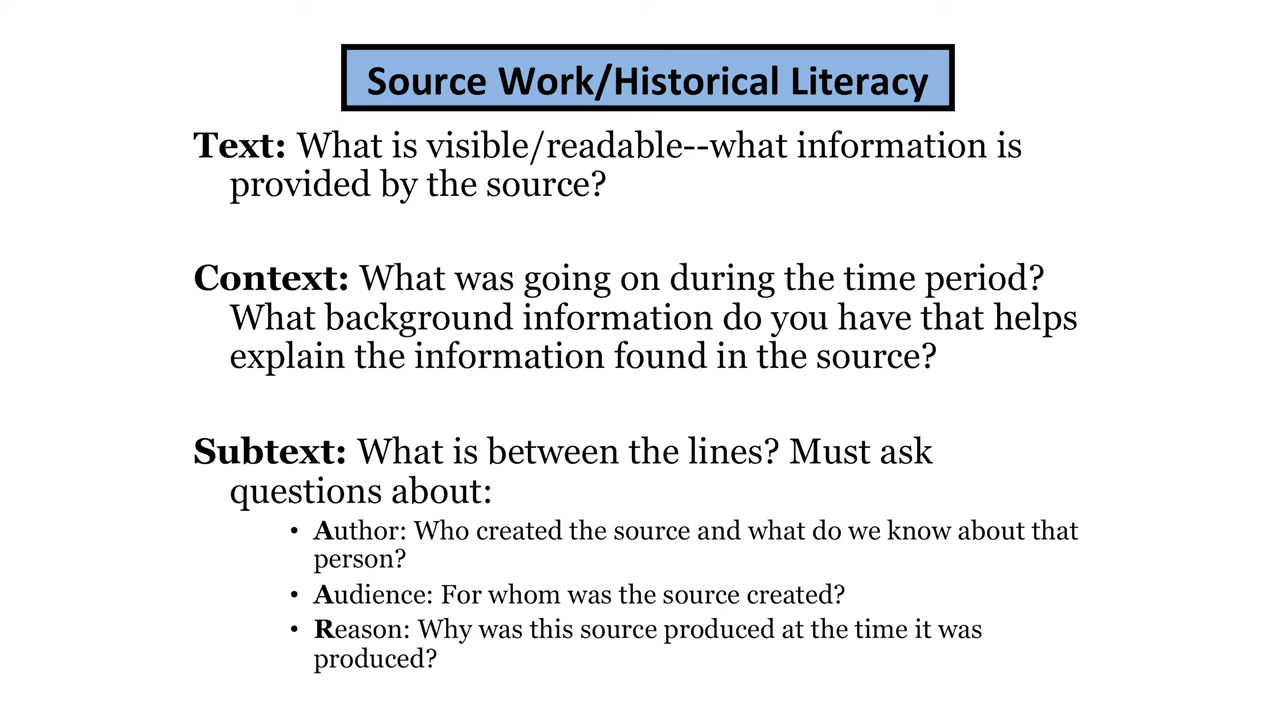 Source Work/Historical Literacy
Text: What is visible/readable--what information is
provided by the source?
Context: What was going on during the time period?
What background information do you have that helps
explain the information found in the source?
Subtext: What is between the lines? Must ask
questions about:
• Author: Who created the source and what do we know about that
person?
• Audience: For whom was the source created?
• Reason: Why was this source produced at the time it was
produced?